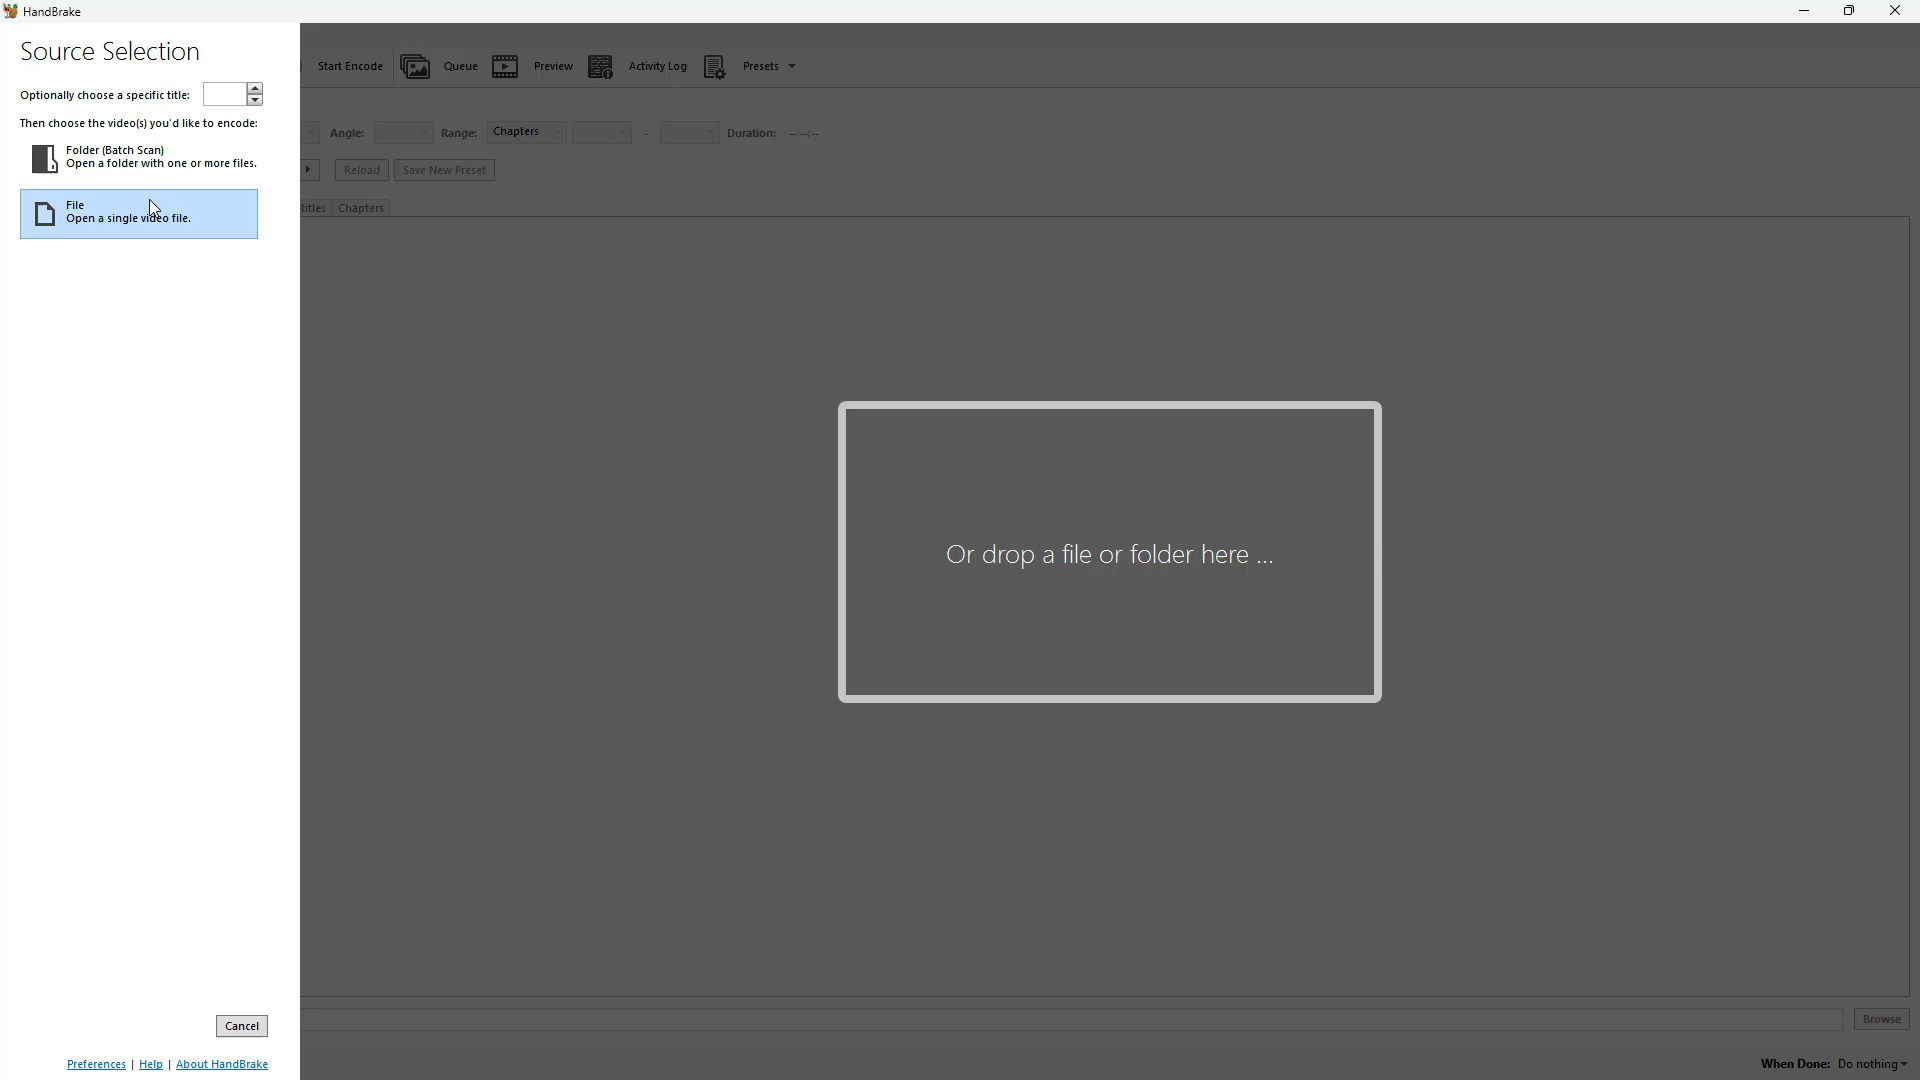 HandBrake
Source Selection
Optionally choose a specific title:
Then choose the video(s) you'd like to encode:
Folder (Batch Scan)
Open a folder with one or more files.
File
Open a single video file.
Start Encode Queue Preview Activity Log Presets
Angle: Range: Chapters - Duration: --:--:--
Reload Save New Preset
titles Chapters
Or drop a file or folder here ...
Cancel
Browse
Preferences | Help | About HandBrake
When Done: Do nothing